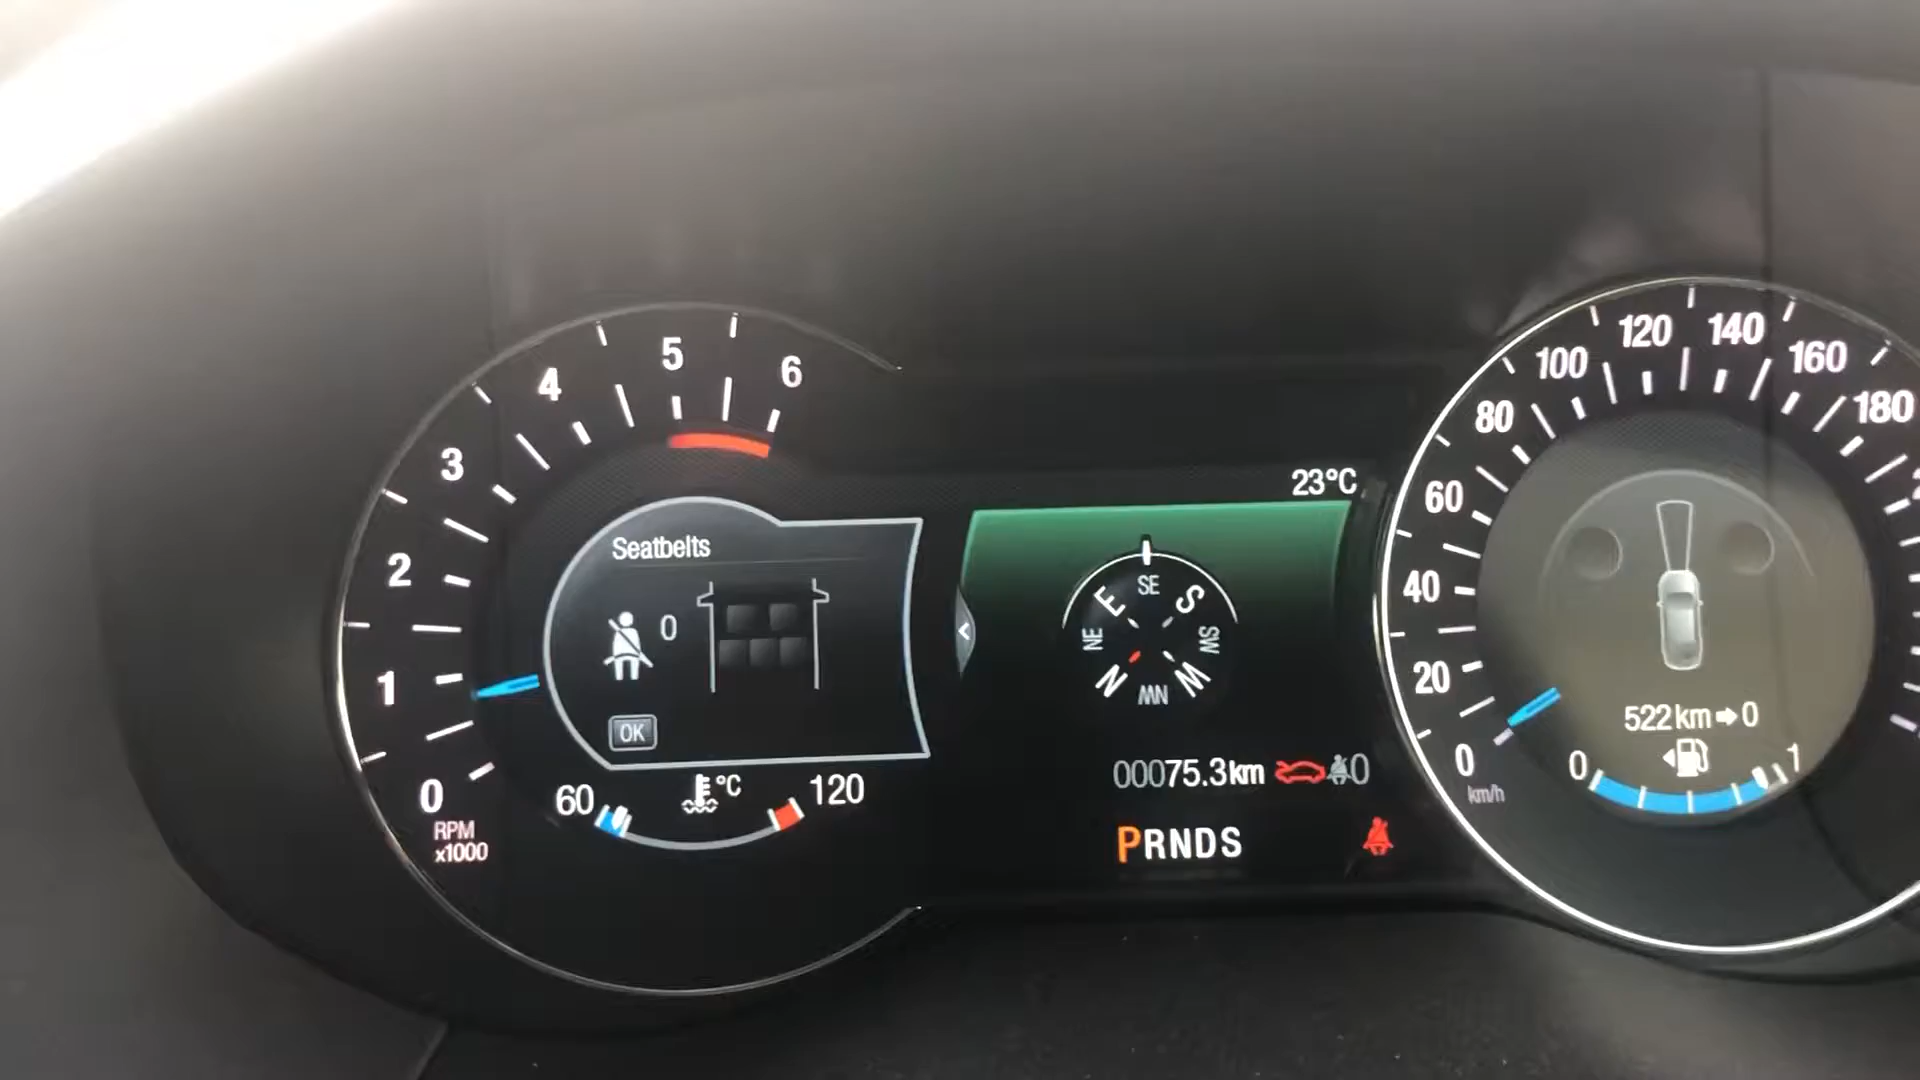 0
1
2
3
4
5
6
RPM
x1000
Seatbelts
0
OK
60
°C
120
23°C
SE
E
S
NE
SW
N
W
NW
00075.3km
0
PRNDS
0
20
40
60
80
100
120
140
160
180
km/h
522km➡0
0
1